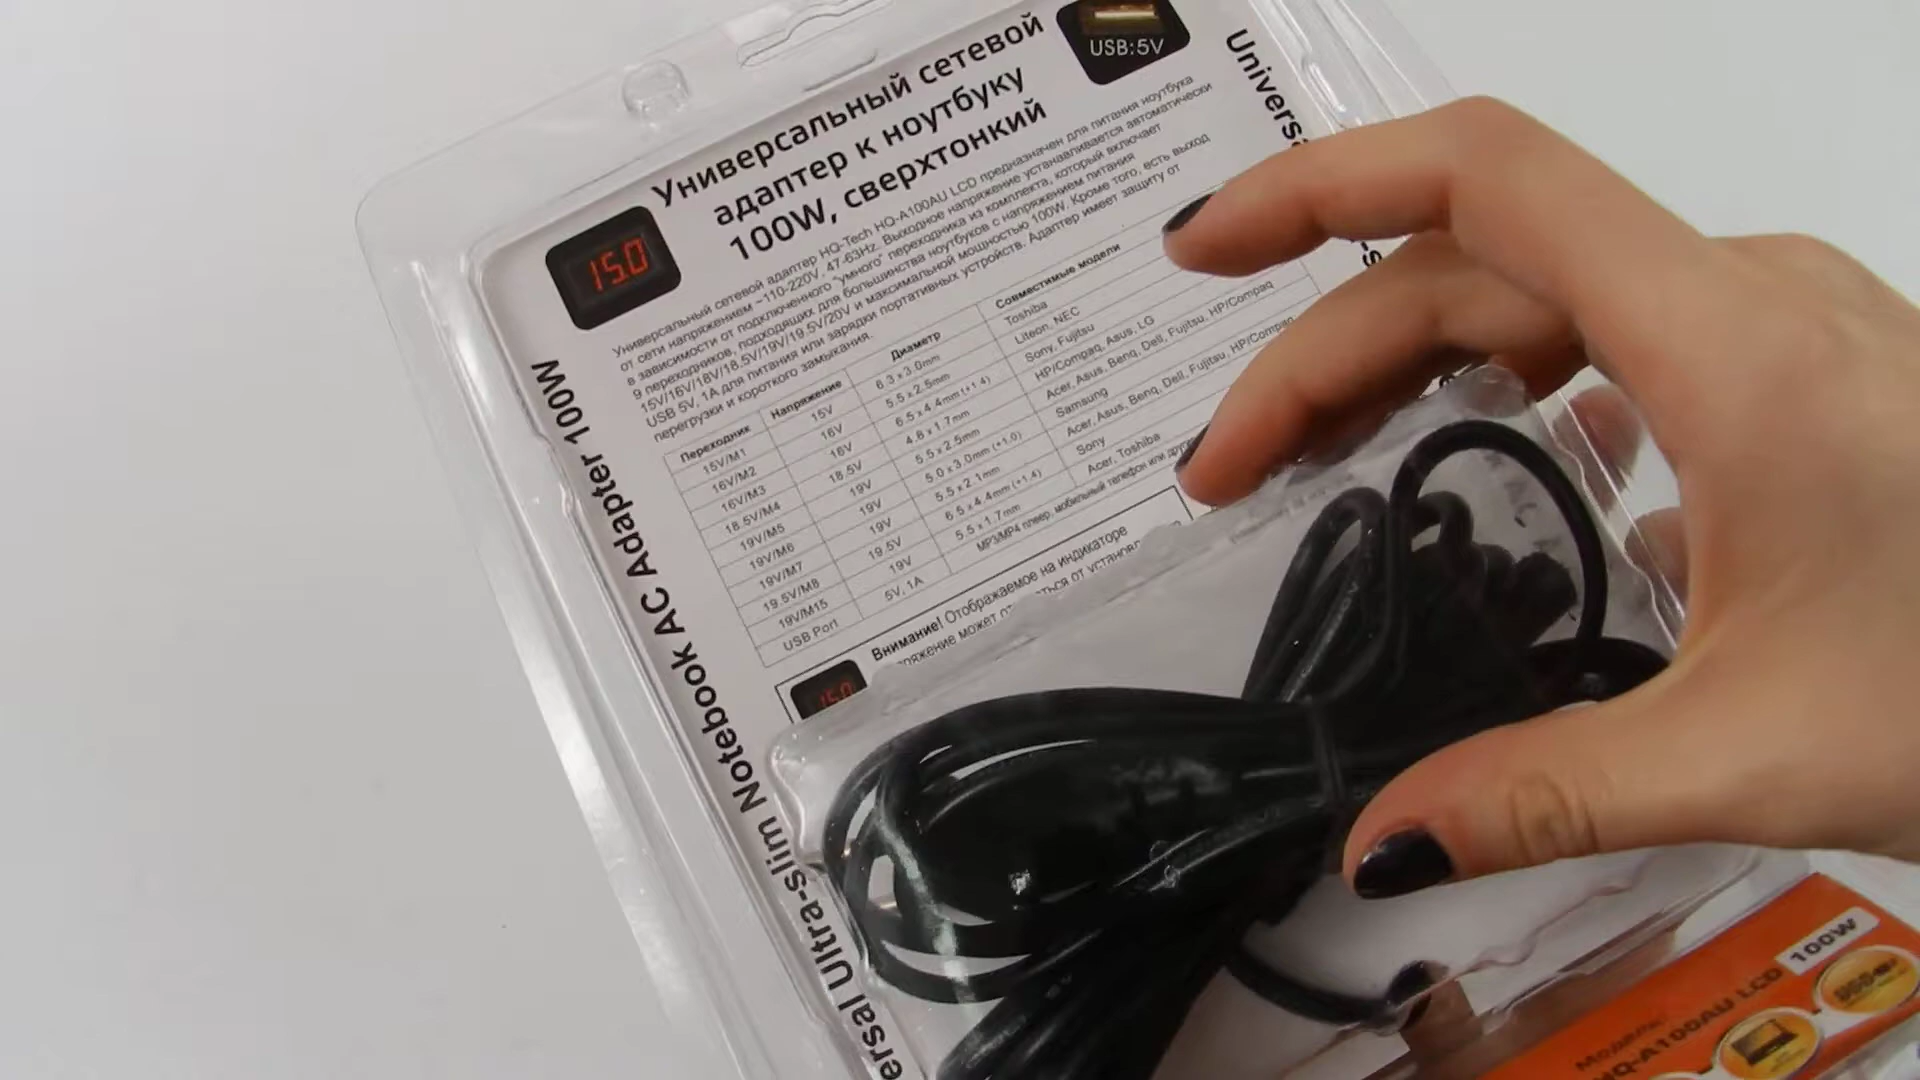 USB:5V
Универсальный сетевой
адаптер к ноутбуку
100W, сверхтонкий
15.0
Универсальный сетевой адаптер HQ-Tech HQ-A100AU LCD предназначен для питания ноутбука
от сети напряжением ~110-220V, 47-63Hz. Выходное напряжение устанавливается автоматически
в зависимости от подключенного "умного" переходника из комплекта, который включает
9 переходников, подходящих для большинства ноутбуков с напряжением питания
15V/16V/18V/18.5V/19V/19.5V/20V и максимальной мощностью 100W. Кроме того, есть выход
USB 5V, 1A для питания или зарядки портативных устройств. Адаптер имеет защиту от
перегрузки и короткого замыкания.
Переходник Напряжение Диаметр Совместимые модели
15V/M1 15V 6.3 x 3.0mm Toshiba
16V/M2 16V 5.5 x 2.5mm Liteon, NEC
16V/M3 16V 6.5 x 4.4mm (+1.4) Sony, Fujitsu
18.5V/M4 18.5V 4.8 x 1.7mm HP/Compaq, Asus, LG
19V/M5 19V 5.5 x 2.5mm Acer, Asus, Benq, Dell, Fujitsu, HP/Compaq
19V/M6 19V 5.0 x 3.0mm (+1.0) Samsung
19V/M7 19V 5.5 x 2.1mm Acer, Asus, Benq, Dell, Fujitsu, HP/Compaq
19.5V/M8 19.5V 6.5 x 4.4mm (+1.4) Sony
19V/M15 19V 5.5 x 1.7mm Acer, Toshiba
USB Port 5V, 1A MP3/MP4 плеер, мобильный телефон или
Внимание! Отображаемое на индикаторе
может
15.0
Ultra-slim Notebook AC Adapter 100W
100W
HQ-A100AU LCD